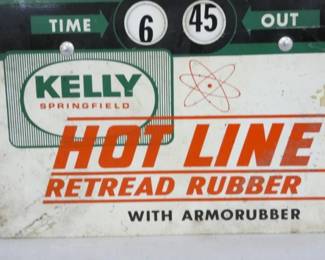 TIME 6 45 OUT
KELLY
SPRINGFIELD
HOT LINE
RETREAD RUBBER
WITH ARMORUBBER